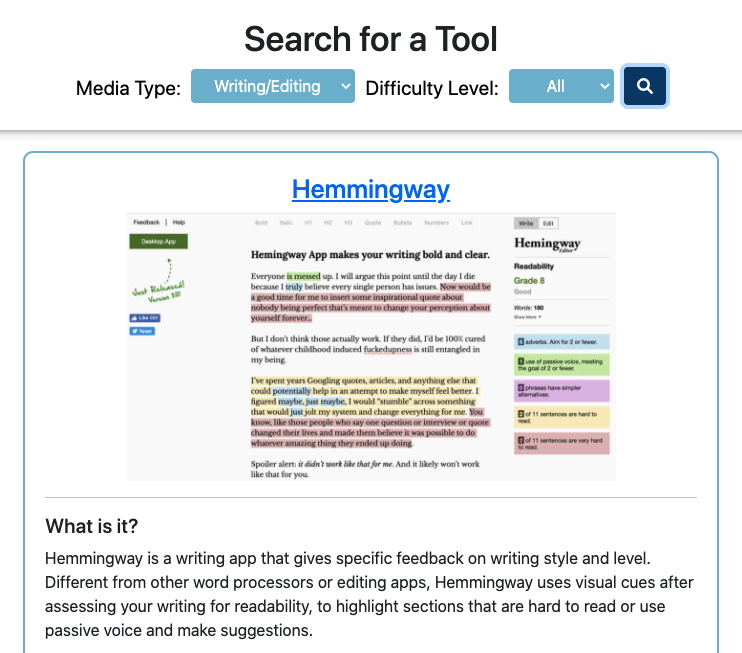 Search for a Tool
Media Type: Writing/Editing Difficulty Level: All
Hemmingway
Feedback | Help
Bold Italic H1 H2 H3 Quote Bullets Numbers Link
Write Edit
Desktop App
Just Released!
Version 3.0!
Like
Tweet
Hemingway App makes your writing bold and clear.
Everyone is messed up. I will argue this point until the day I die
because I truly believe every single person has issues. Now would be
a good time for me to insert some inspirational quote about
nobody being perfect that's meant to change your perception about
yourself forever..
But I don't think those actually work. If they did, I'd be 100% cured
of whatever childhood induced fuckedupness is still entangled in
my being.
I've spent years Googling quotes, articles, and anything else that
could potentially help in an attempt to make myself feel better. I
figured maybe, just maybe, I would "stumble" across something
that would just jolt my system and change everything for me. You
know, like those people who say one question or interview or quote
changed their lives and made them believe it was possible to do
whatever amazing thing they ended up doing.
Spoiler alert: it didn't work like that for me. And it likely won't work
like that for you.
Hemingway
Editor
Readability
Grade 8
Good
Words: 180
Show More
adverbs. Aim for 2 or fewer.
use of passive voice, meeting
the goal of 2 or fewer.
phrases have simpler
alternatives.
of 11 sentences are hard to
read.
of 11 sentences are very hard
to read.
What is it?
Hemmingway is a writing app that gives specific feedback on writing style and level.
Different from other word processors or editing apps, Hemmingway uses visual cues after
assessing your writing for readability, to highlight sections that are hard to read or use
passive voice and make suggestions.